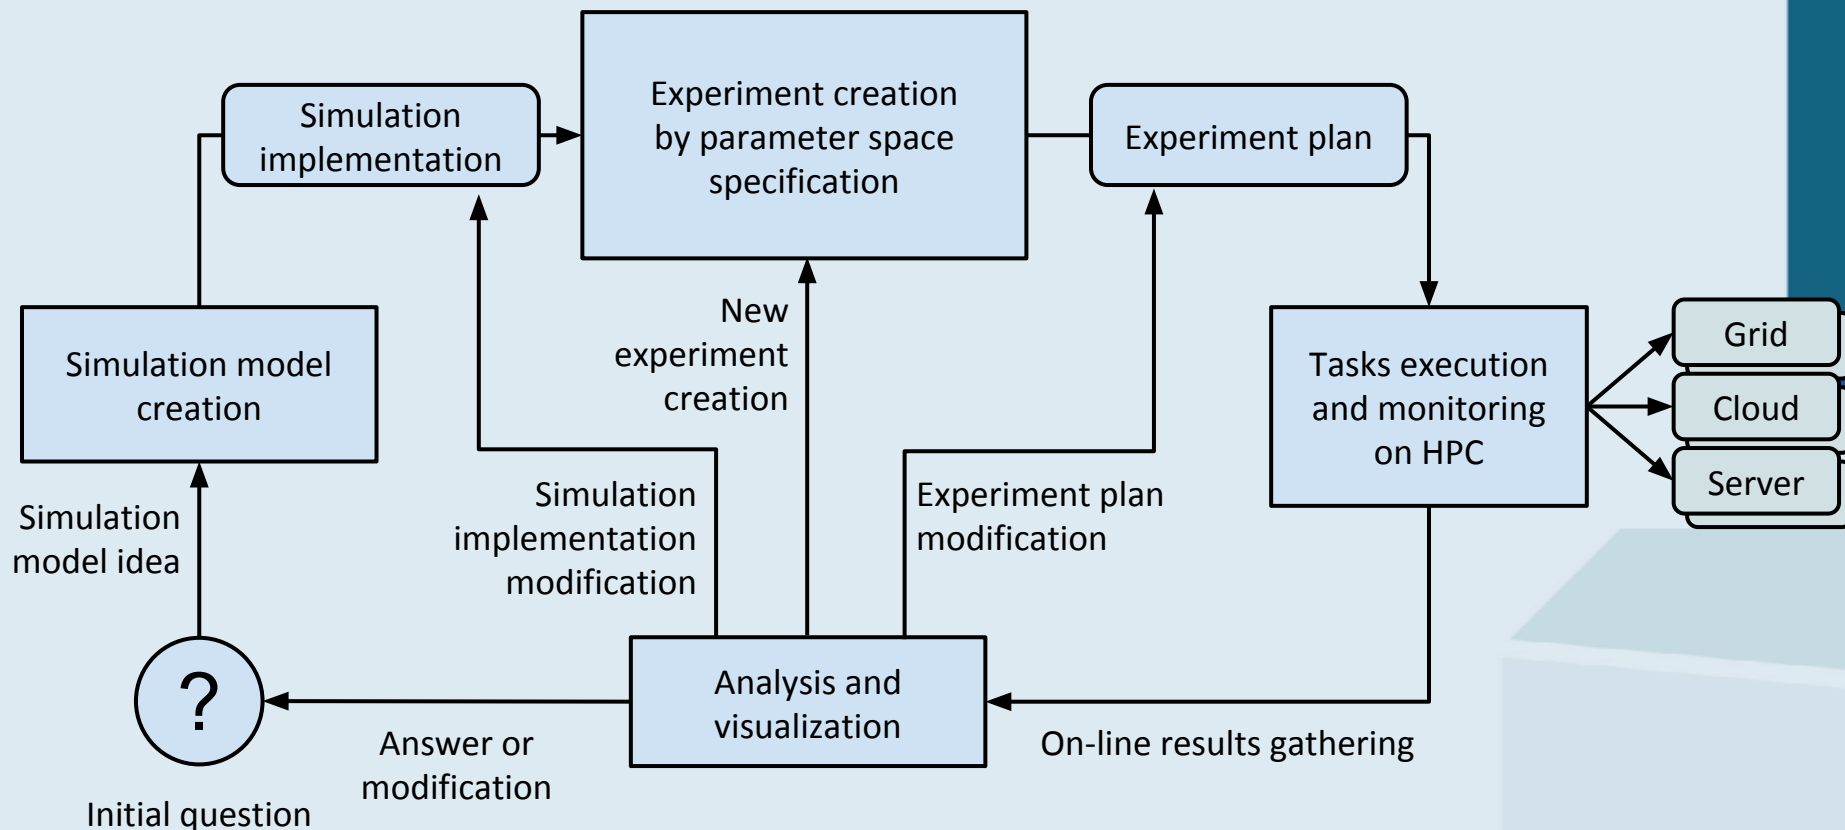 Simulation
implementation
Experiment creation
by parameter space
specification
Experiment plan
Simulation model
creation
New
experiment
creation
Tasks execution
and monitoring
on HPC
Grid
Cloud
Server
Simulation
model idea
Simulation
implementation
modification
Experiment plan
modification
?
Analysis and
visualization
Answer or
modification
On-line results gathering
Initial question